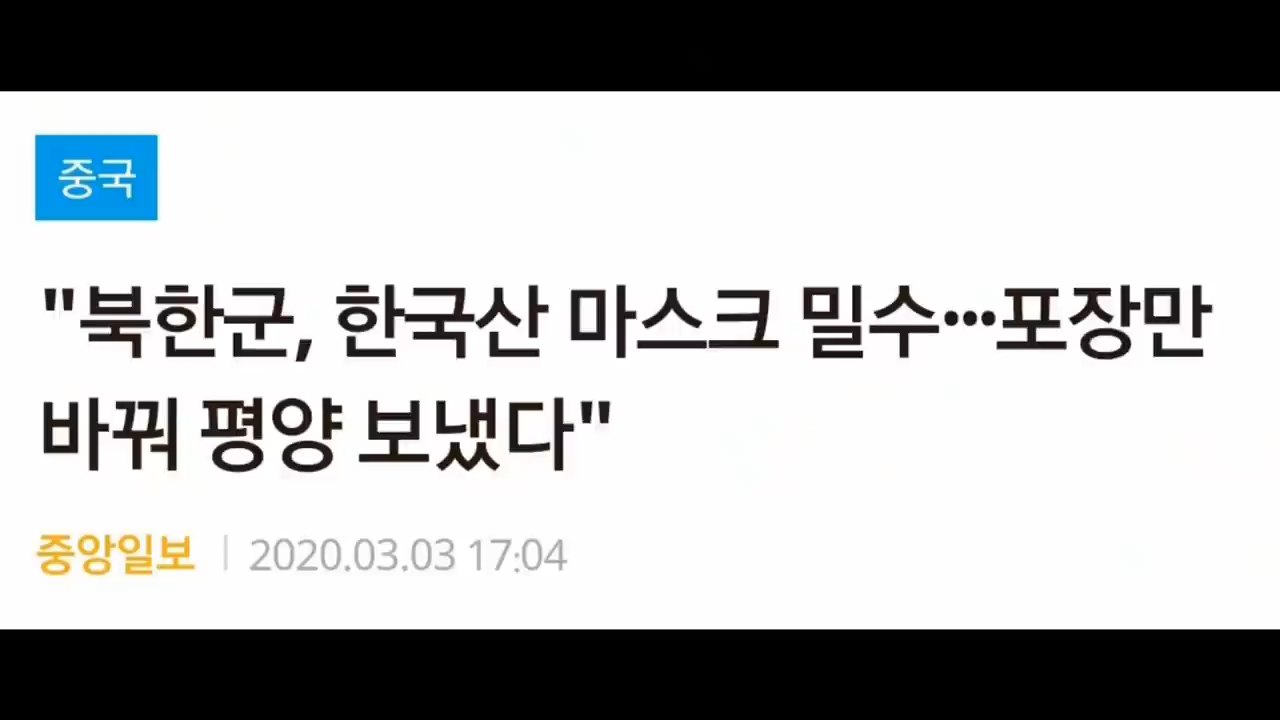 중국
"북한군, 한국산 마스크 밀수···포장만
바꿔 평양 보냈다"
중앙일보 | 2020.03.03 17:04